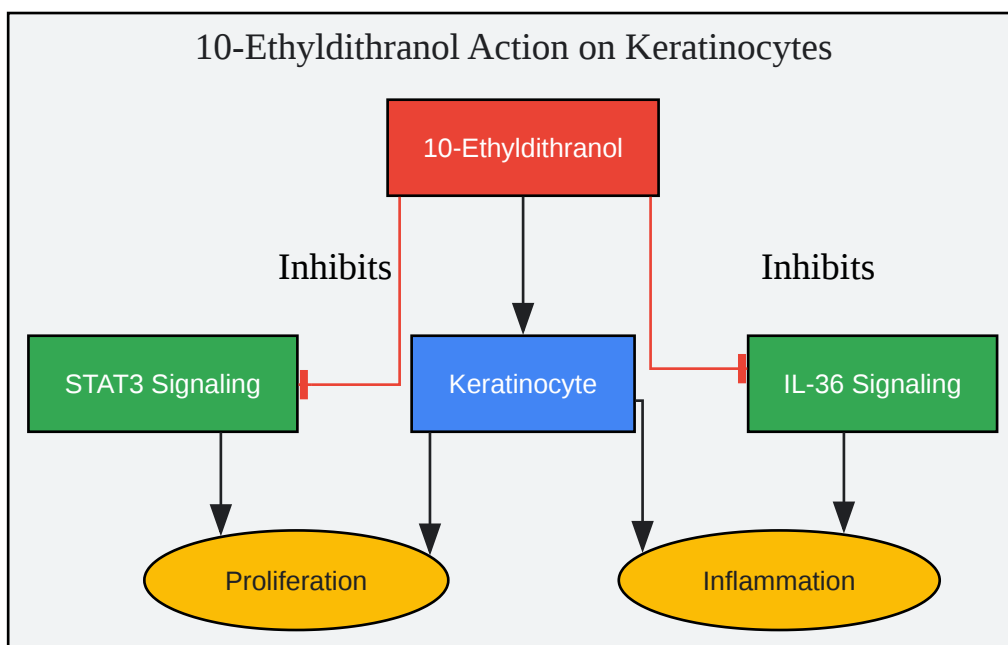 10-Ethyldithranol Action on Keratinocytes
10-Ethyldithranol
Inhibits
Inhibits
STAT3 Signaling
Keratinocyte
IL-36 Signaling
Proliferation
Inflammation